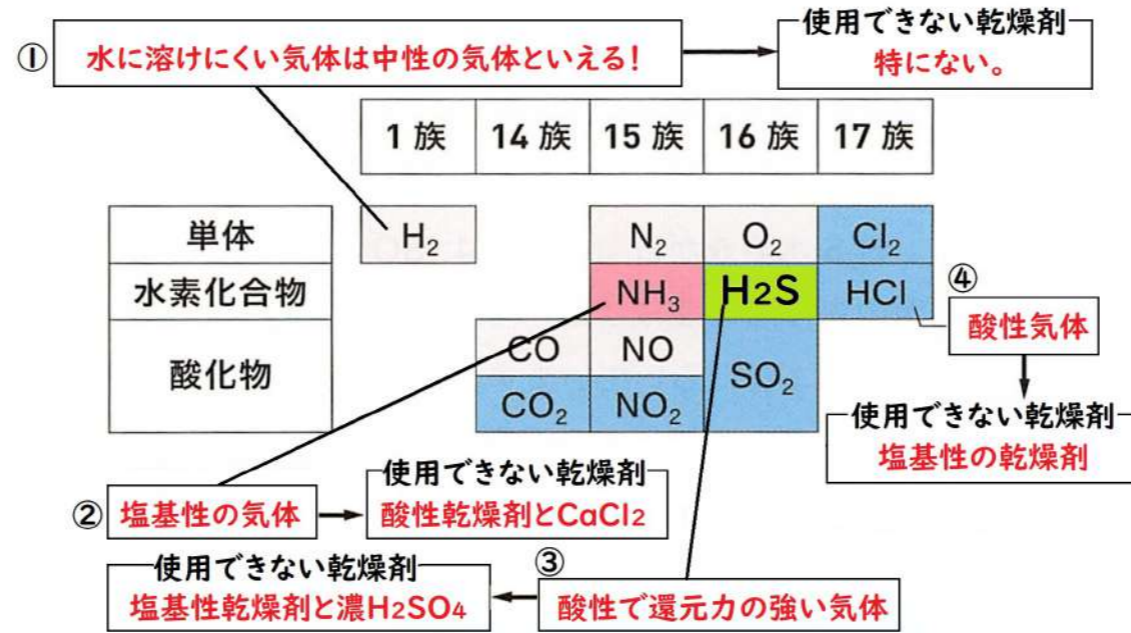 ① 水に溶けにくい気体は中性の気体といえる!
使用できない乾燥剤
特にない。
1族 14族 15族 16族 17族
単体 H₂ N₂ O₂ Cl₂
水素化合物 NH₃ H₂S HCl
酸化物 CO NO SO₂
CO₂ NO₂
④
酸性気体
使用できない乾燥剤
塩基性の乾燥剤
② 塩基性の気体
使用できない乾燥剤
酸性乾燥剤とCaCl₂
③
酸性で還元力の強い気体
使用できない乾燥剤
塩基性乾燥剤と濃H₂SO₄